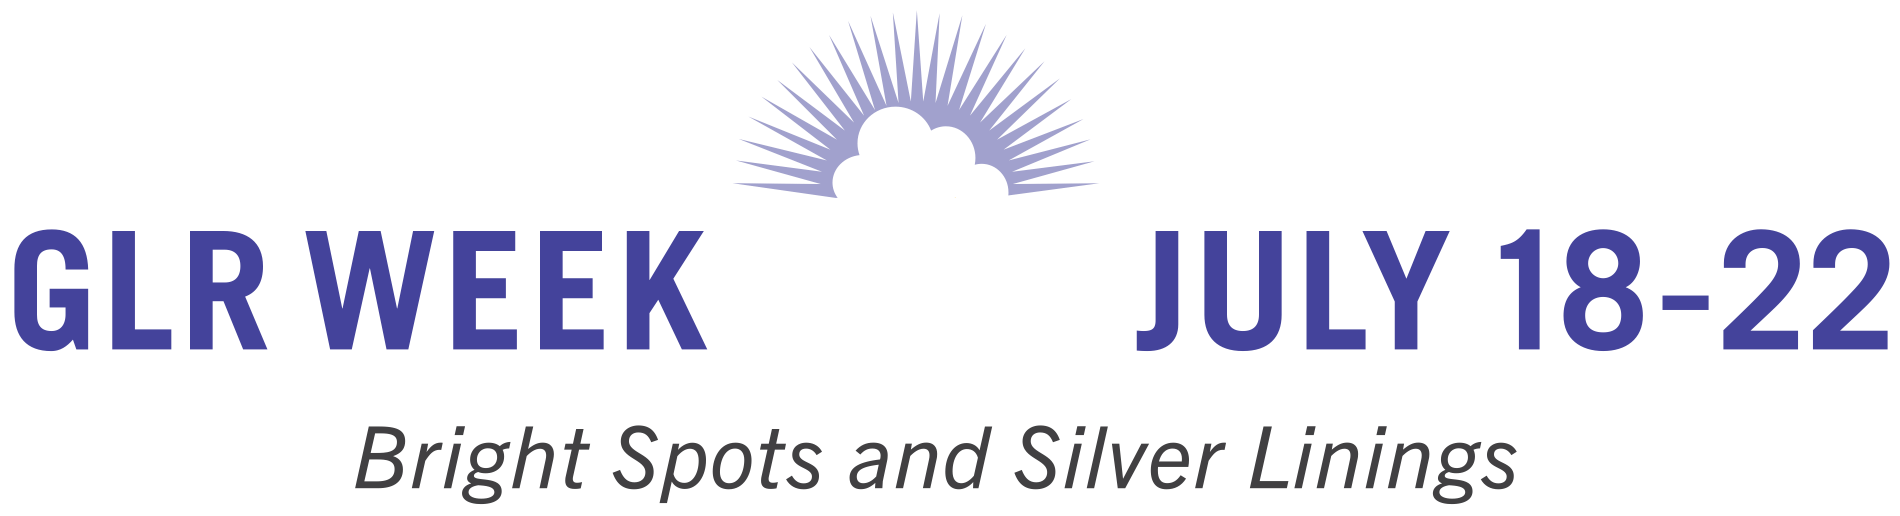 GLR WEEK JULY 18-22
Bright Spots and Silver Linings